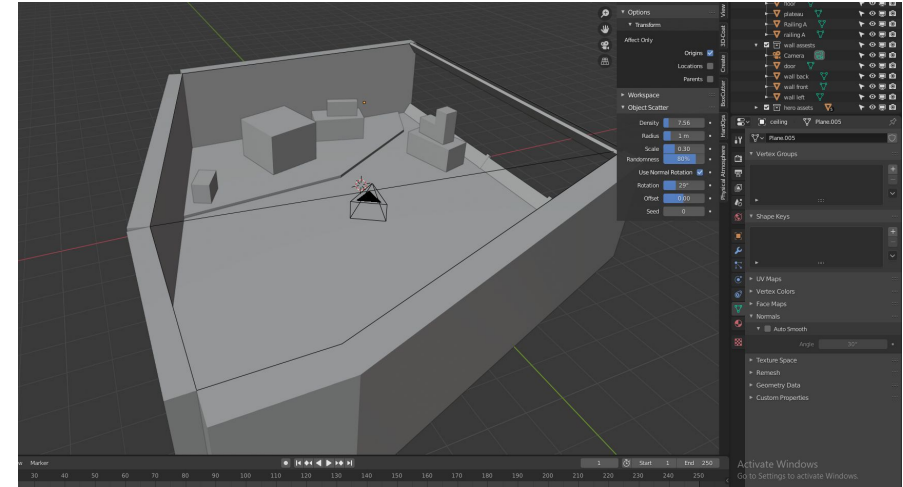 Options
Transform
Affect Only
Origins
Locations
Parents
Workspace
Object Scatter
Density 7.56
Radius 1 m
Scale 0.30
Randomness 80%
Use Normal Rotation
Rotation 29°
Offset 0.00
Seed 0
View
3D-Coat
Create
BoxCutter
HardOps
Physical Atmosphere
floor
plateau
Railing A
railing A
wall assests
Camera
door
wall back
wall front
wall left
hero assets
ceiling Plane.005
Plane.005
Vertex Groups
Shape Keys
UV Maps
Vertex Colors
Face Maps
Normals
Auto Smooth
Angle 30°
Texture Space
Remesh
Geometry Data
Custom Properties
Marker
1 Start 1 End 250
30 40 50 60 70 80 90 100 110 120 130 140 150 160 170 180 190 200 210 220 230 240 250
Activate Windows
Go to Settings to activate Windows.